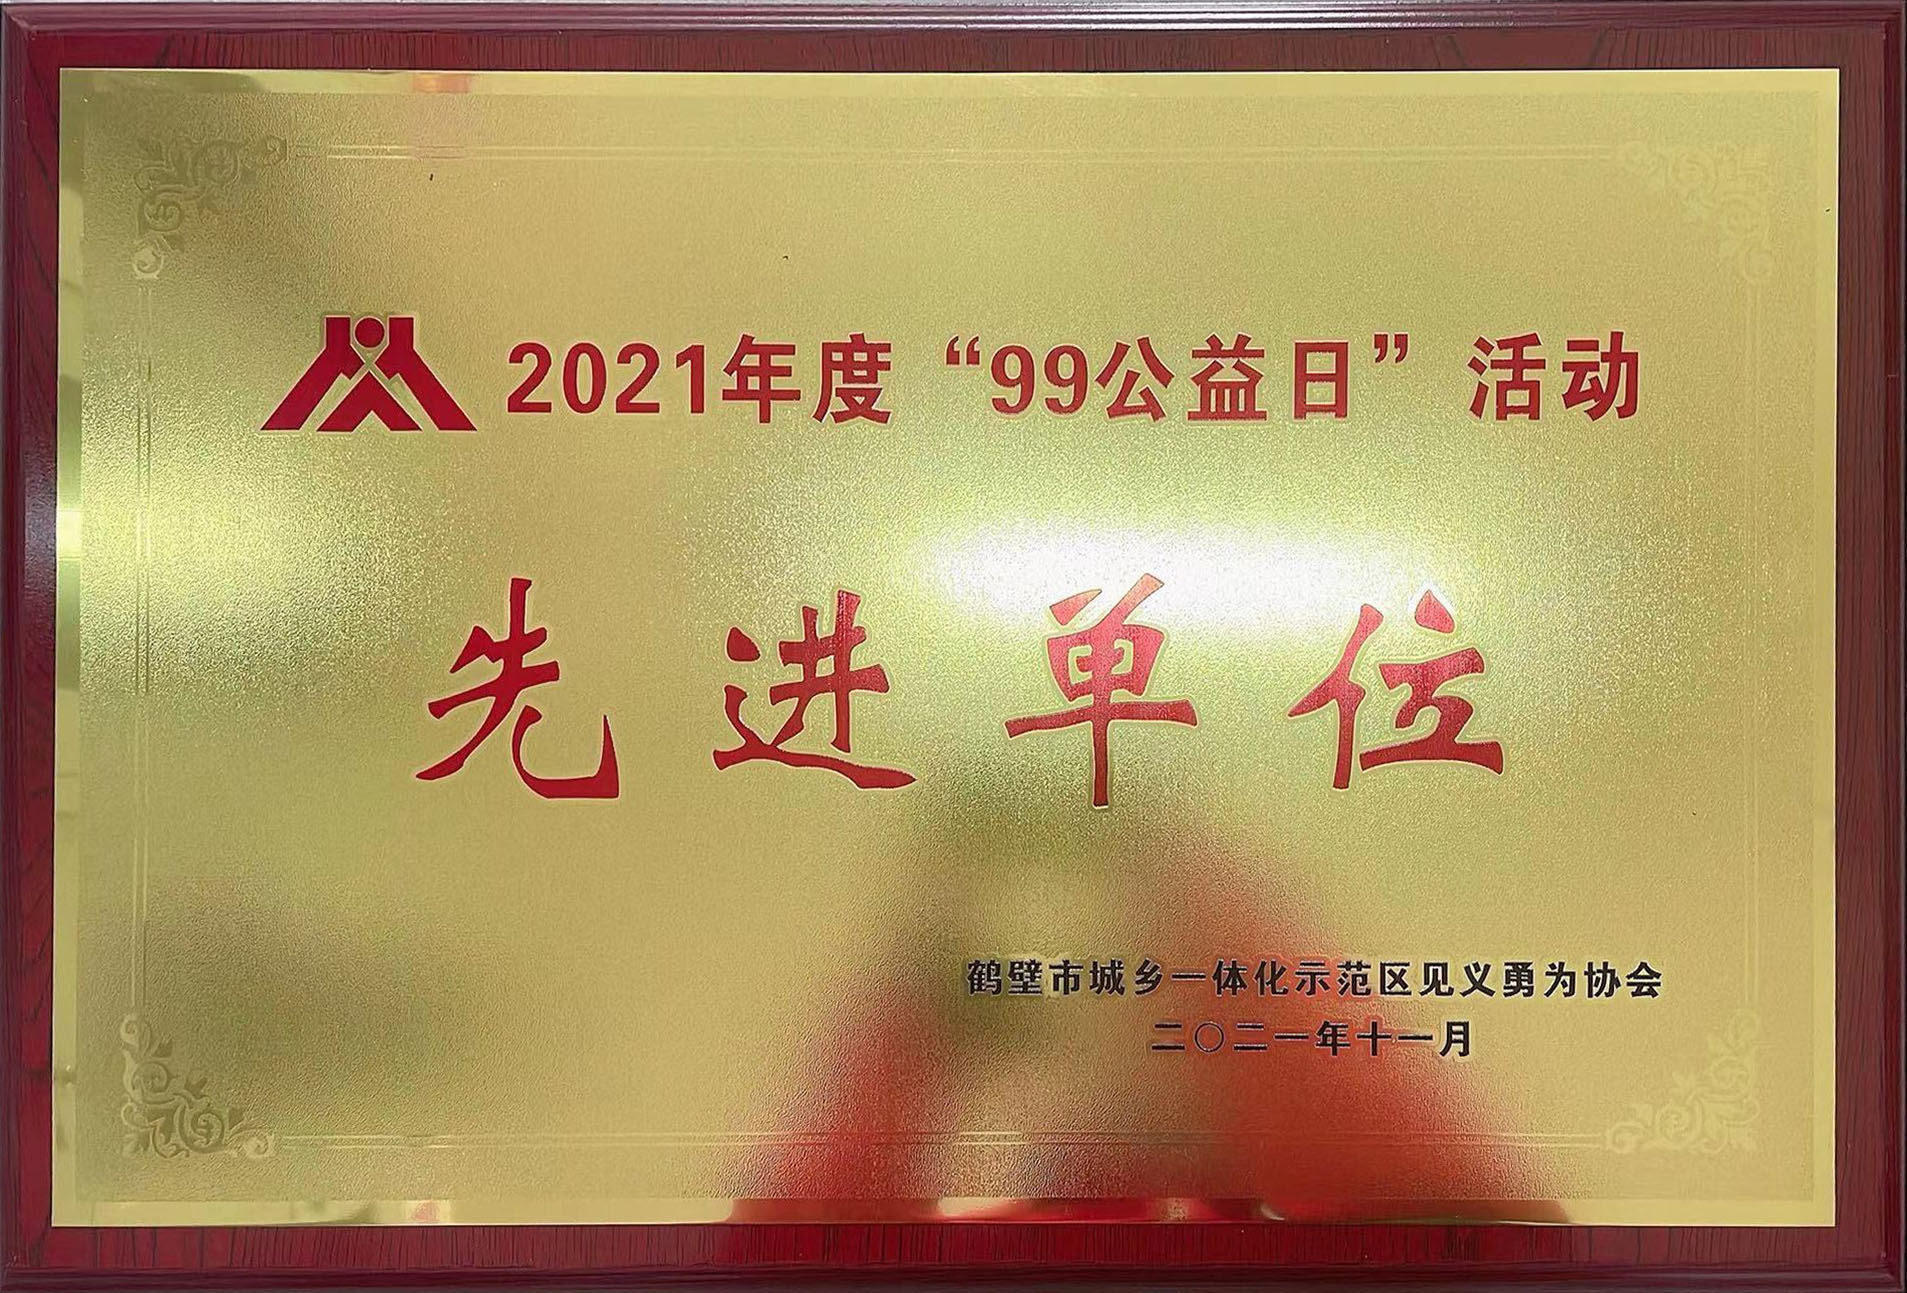 2021年度“99公益日”活动
先进单位
鹤壁市城乡一体化示范区见义勇为协会
二〇二一年十一月